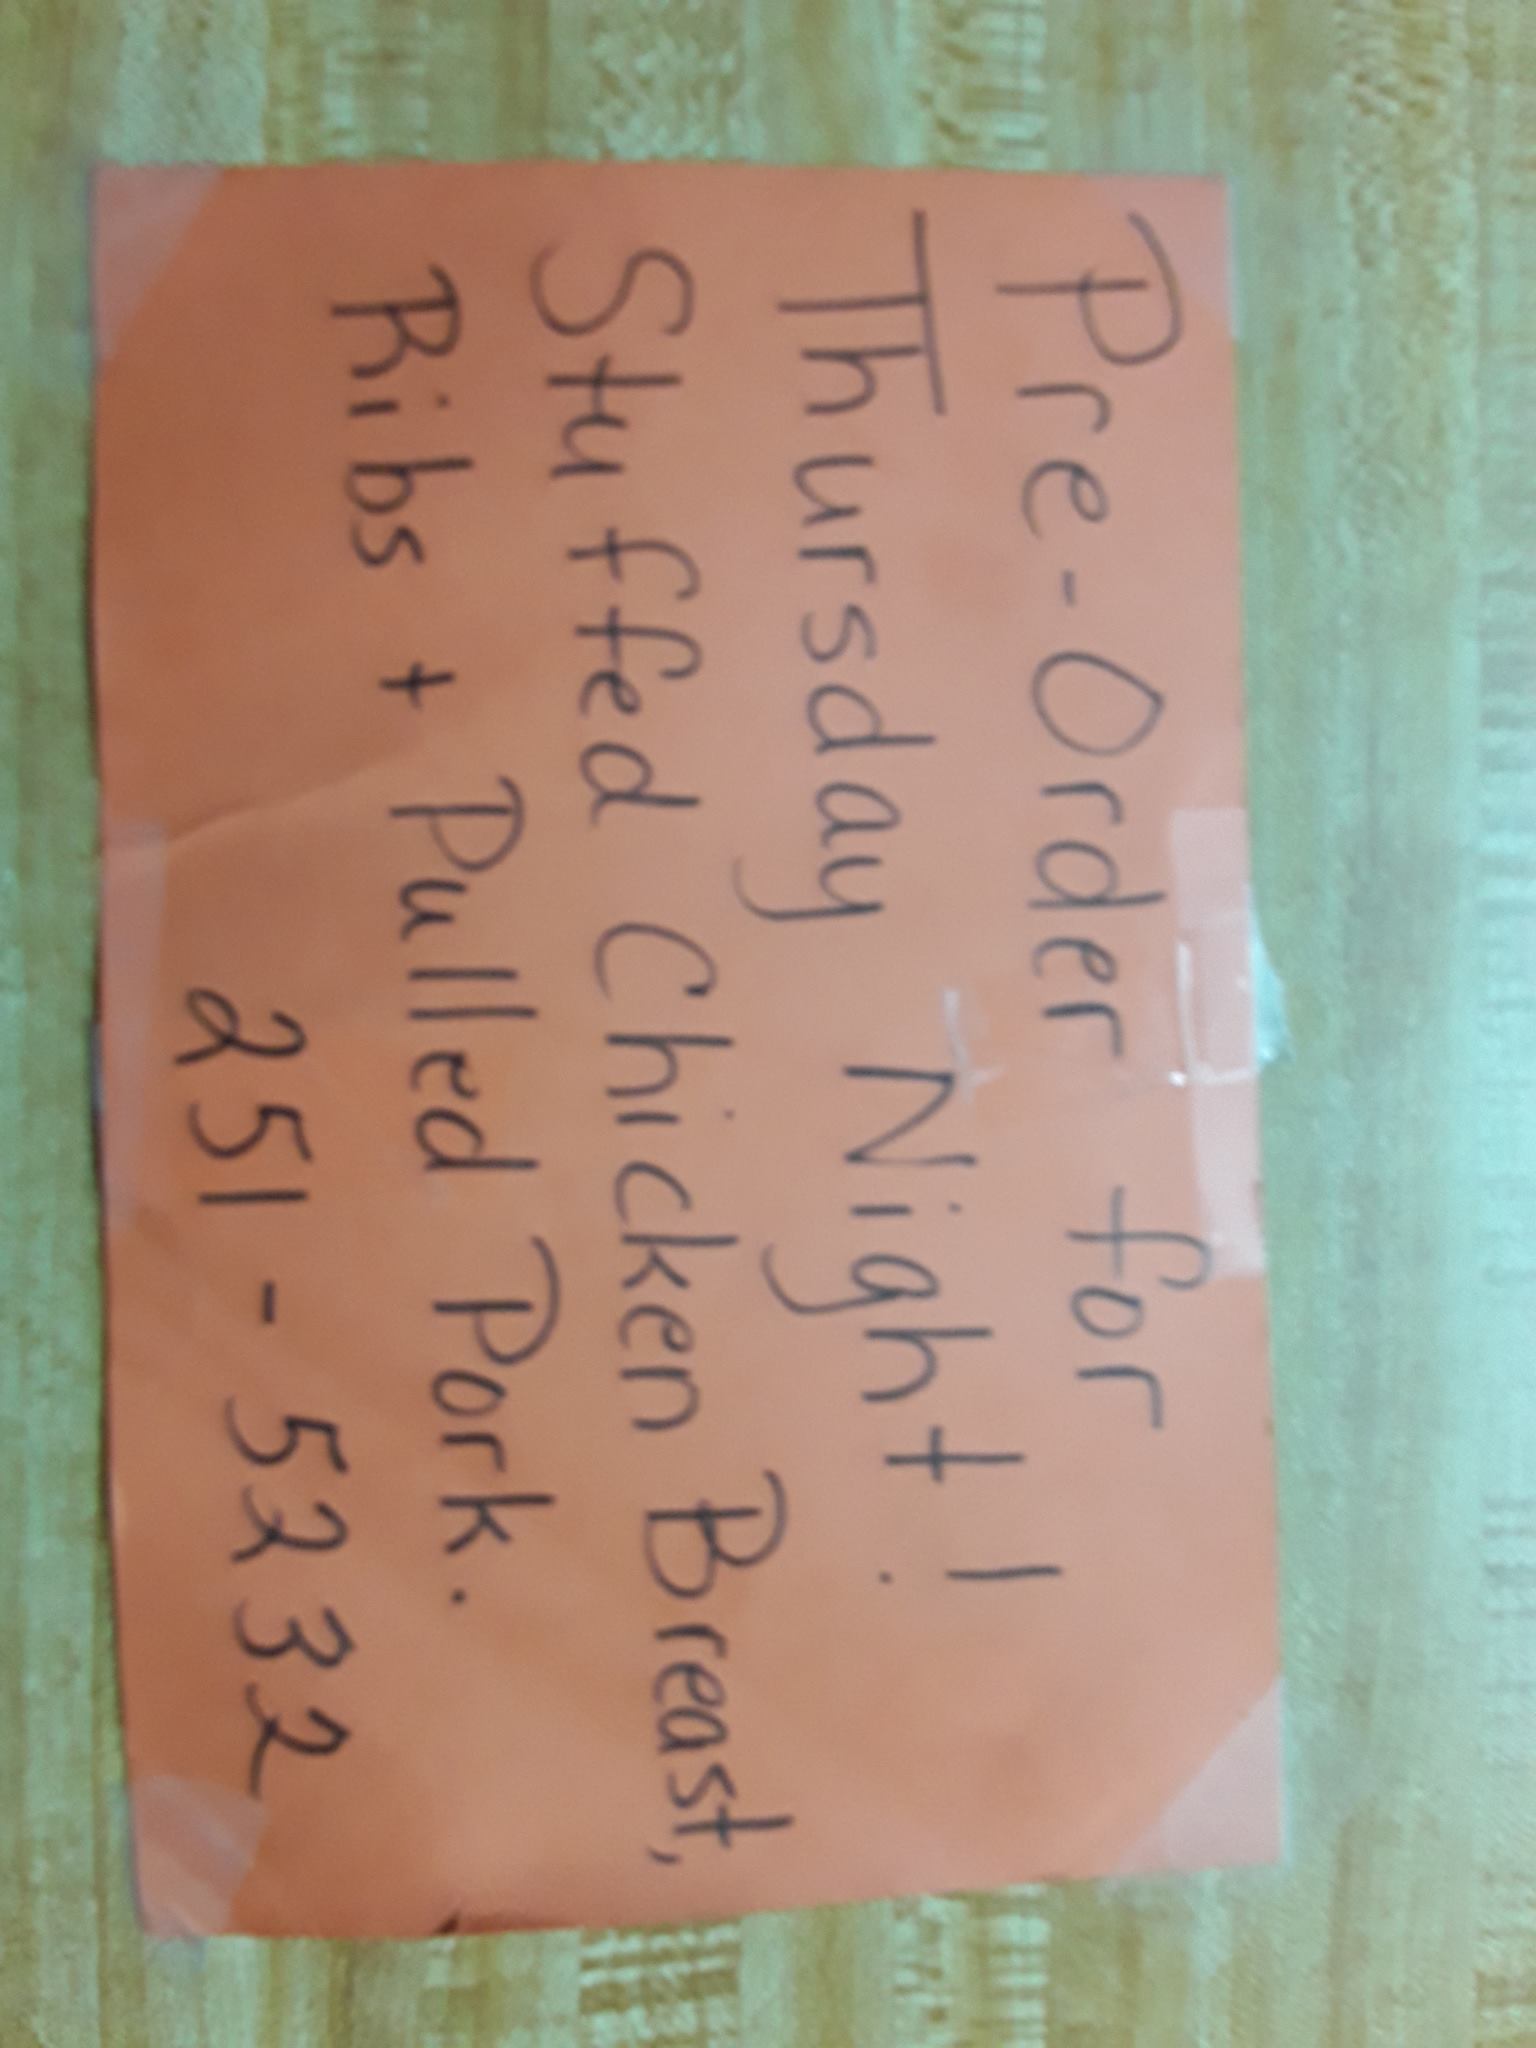 Pre-Order for
Thursday Night!
Stuffed Chicken Breast,
Ribs + Pulled Pork.
251-5232